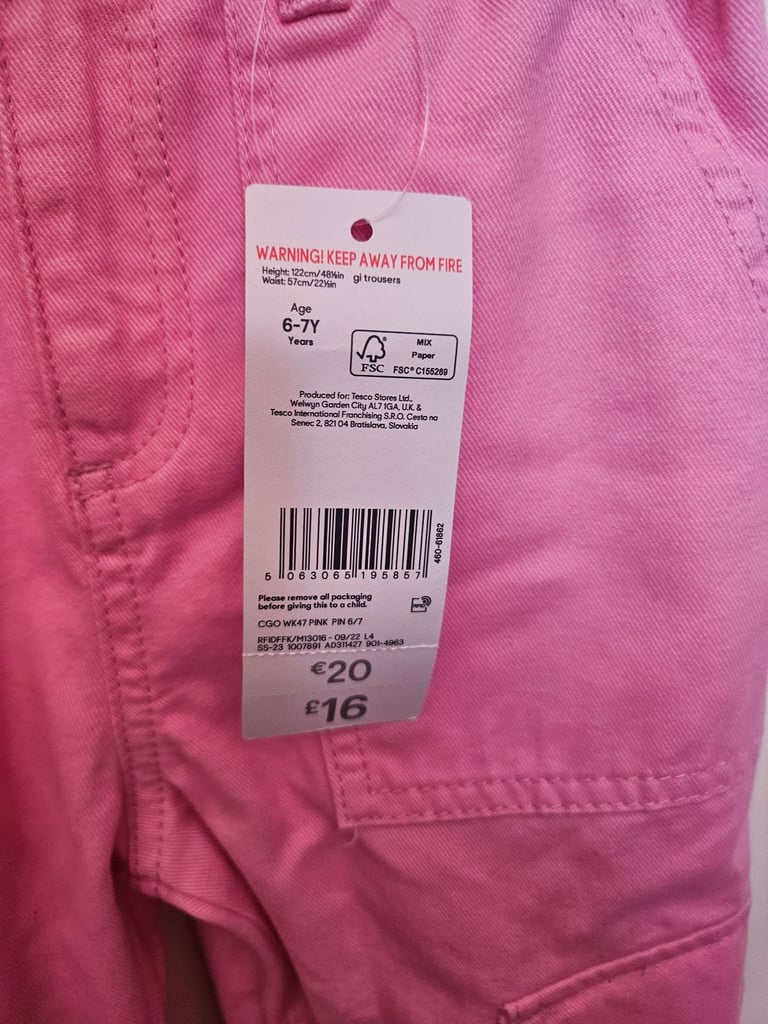 WARNING! KEEP AWAY FROM FIRE
Height: 122cm/48⅛in gi trousers
Waist: 57cm/22½in
Age
6-7Y
Years
MIX
Paper
FSC FSC® C155269
Produced for: Tesco Stores Ltd.,
Welwyn Garden City AL7 1GA, U.K. &
Tesco International Franchising S.R.O. Cesta na
Senec 2, 821 04 Bratislava, Slovakia
460-61862
5 063065 195857
Please remove all packaging
before giving this to a child.
RFID
CGO WK47 PINK PIN 6/7
RFIDFFK/M13016 - 09/22 L4
SS-23 1007891 AD311427 901-4963
€20
£16